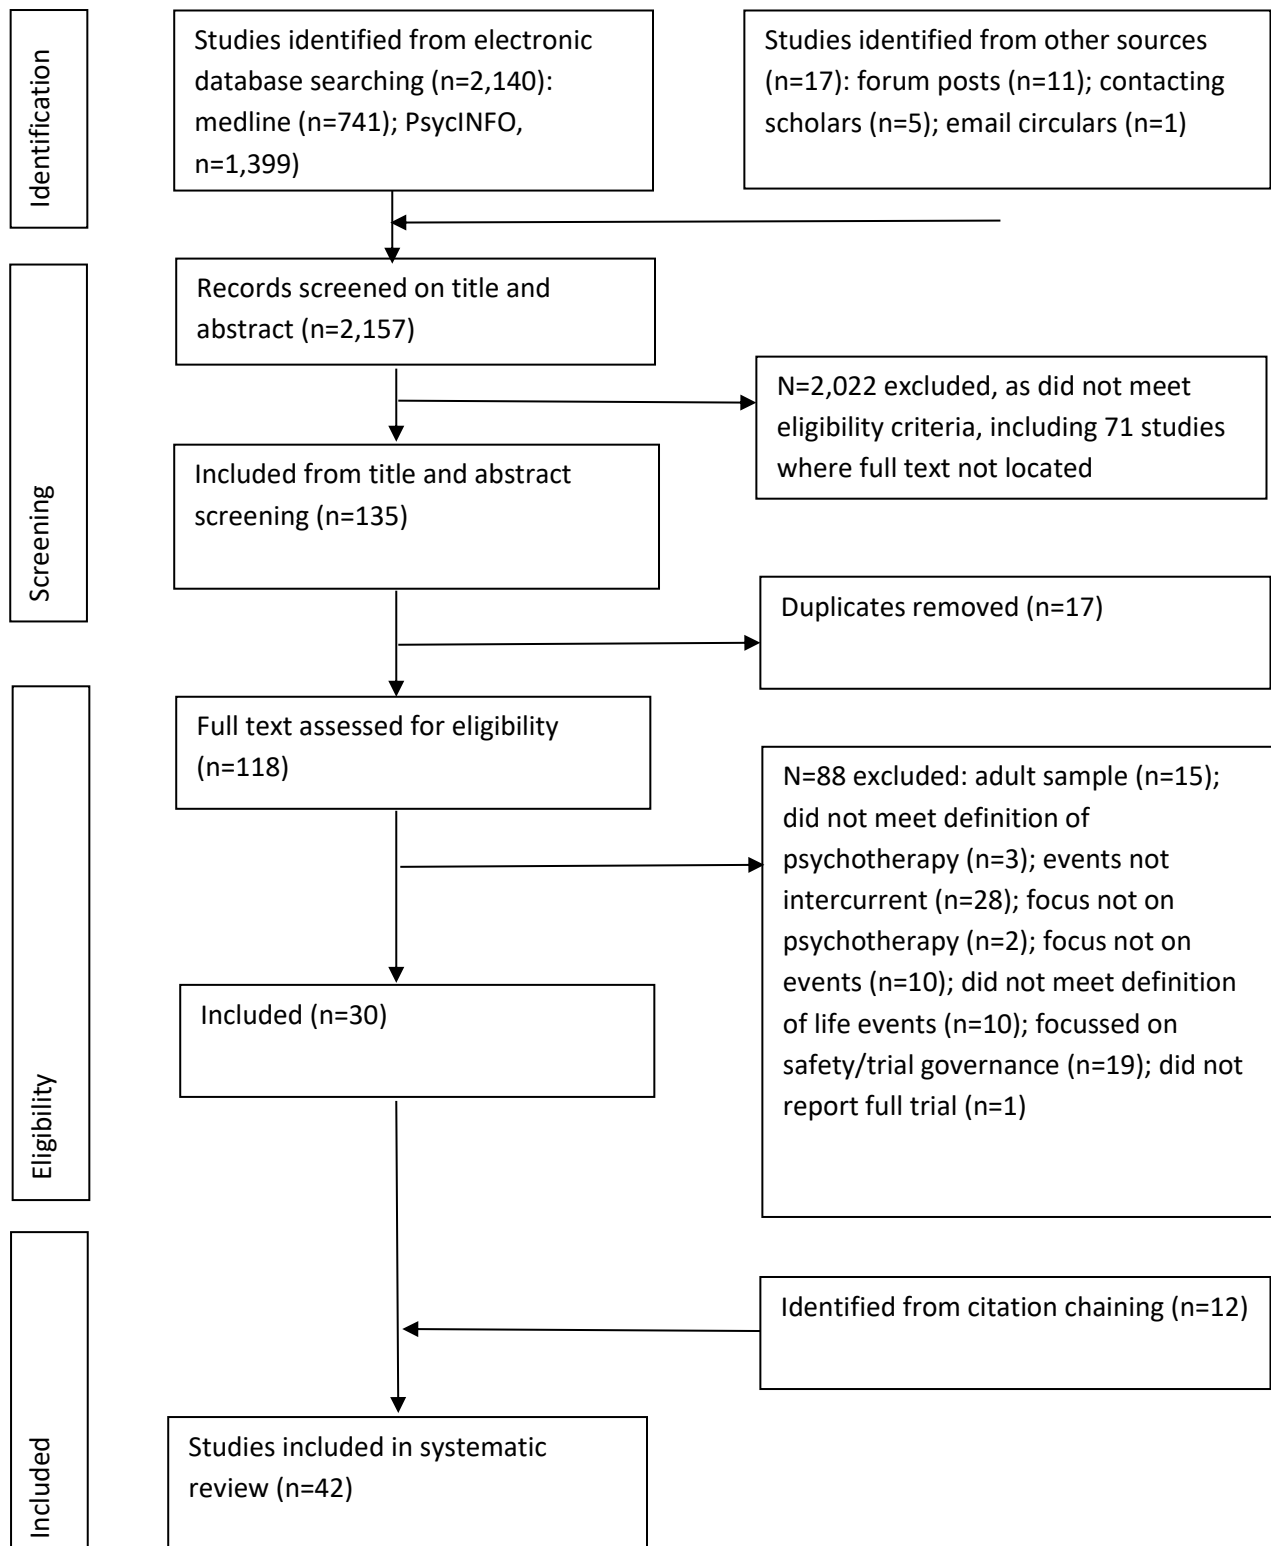 Identification
Studies identified from electronic
database searching (n=2,140):
medline (n=741); PsycINFO,
n=1,399)
Studies identified from other sources
(n=17): forum posts (n=11); contacting
scholars (n=5); email circulars (n=1)
Screening
Records screened on title and
abstract (n=2,157)
N=2,022 excluded, as did not meet
eligibility criteria, including 71 studies
where full text not located
Included from title and abstract
screening (n=135)
Duplicates removed (n=17)
Eligibility
Full text assessed for eligibility
(n=118)
N=88 excluded: adult sample (n=15);
did not meet definition of
psychotherapy (n=3); events not
intercurrent (n=28); focus not on
psychotherapy (n=2); focus not on
events (n=10); did not meet definition
of life events (n=10); focussed on
safety/trial governance (n=19); did not
report full trial (n=1)
Included (n=30)
Included
Identified from citation chaining (n=12)
Studies included in systematic
review (n=42)